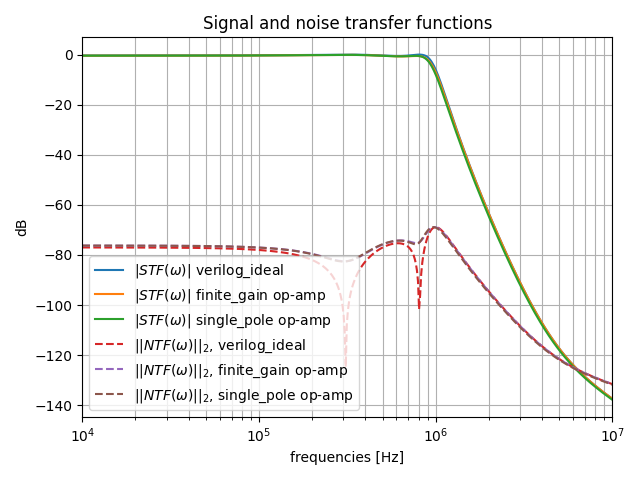 Signal and noise transfer functions
dB
0
−20
−40
−60
−80
−100
−120
−140
|STF(ω)| verilog_ideal
|STF(ω)| finite_gain op-amp
|STF(ω)| single_pole op-amp
||NTF(ω)||₂, verilog_ideal
||NTF(ω)||₂, finite_gain op-amp
||NTF(ω)||₂, single_pole op-amp
10⁴ 10⁵ 10⁶ 10⁷
frequencies [Hz]